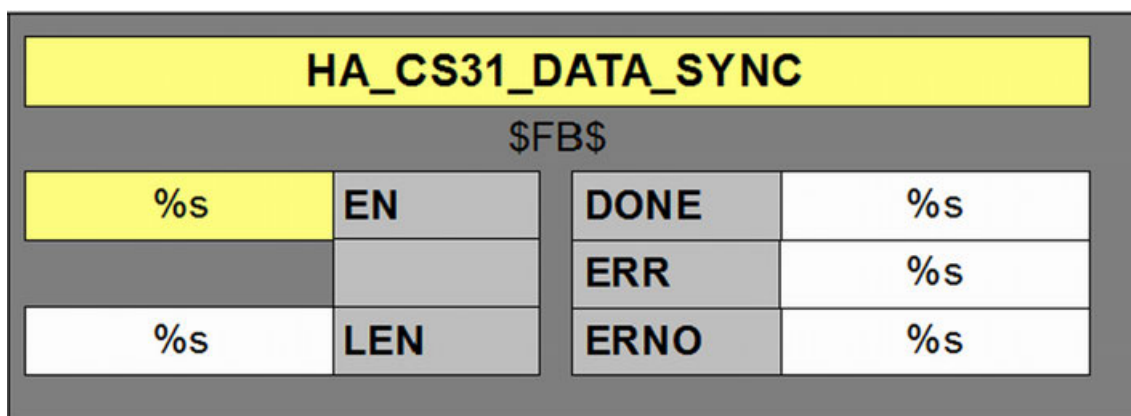 HA_CS31_DATA_SYNC
$FB$
%s EN DONE %s
ERR %s
%s LEN ERNO %s